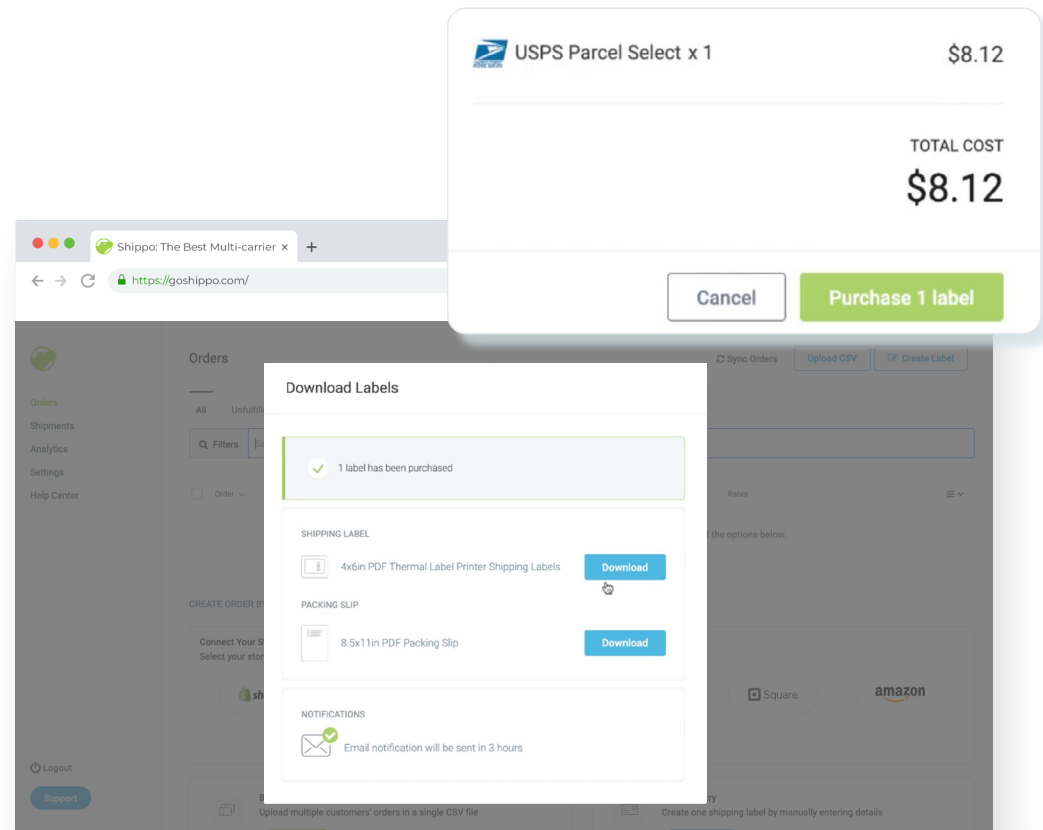 USPS Parcel Select x 1 $8.12
TOTAL COST
$8.12
Cancel Purchase 1 label
Shippo: The Best Multi-carrier × +
https://goshippo.com/
Orders Sync Orders Upload CSV Create Label
Orders
Shipments
Analytics
Settings
Help Center
All
Filters
Order Rates
the options below.
CREATE ORDER
Connect Your
Select your
Square amazon
Upload multiple customers' orders in a single CSV file
Create one shipping label by manually entering details
Logout
Support
Download Labels
1 label has been purchased
SHIPPING LABEL
4x6in PDF Thermal Label Printer Shipping Labels Download
PACKING SLIP
8.5x11in PDF Packing Slip Download
NOTIFICATIONS
Email notification will be sent in 3 hours